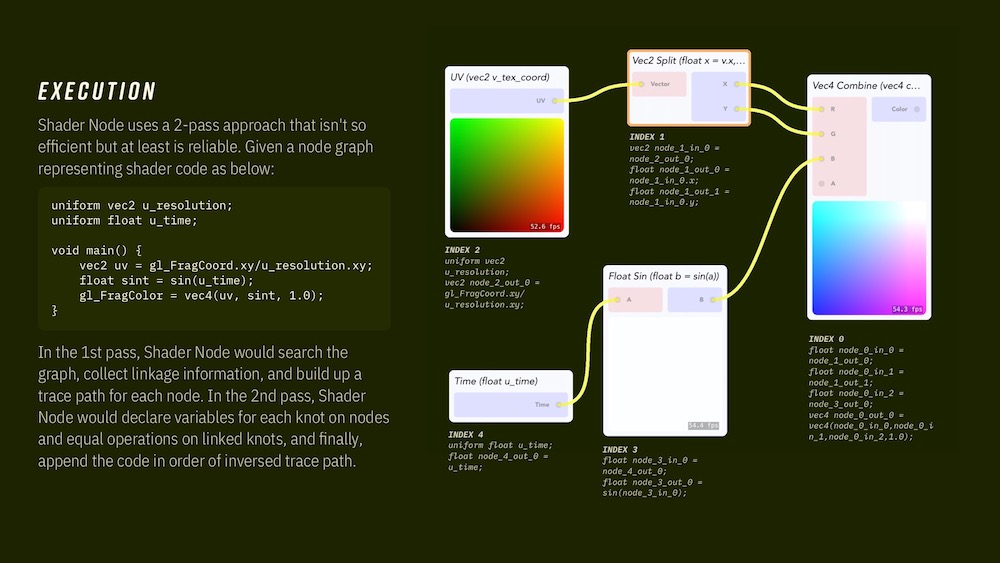 EXECUTION
Shader Node uses a 2-pass approach that isn't so
efficient but at least is reliable. Given a node graph
representing shader code as below:
uniform vec2 u_resolution;
uniform float u_time;
void main() {
    vec2 uv = gl_FragCoord.xy/u_resolution.xy;
    float sint = sin(u_time);
    gl_FragColor = vec4(uv, sint, 1.0);
}
In the 1st pass, Shader Node would search the
graph, collect linkage information, and build up a
trace path for each node. In the 2nd pass, Shader
Node would declare variables for each knot on nodes
and equal operations on linked knots, and finally,
append the code in order of inversed trace path.
UV (vec2 v_tex_coord)
UV
52.6 fps
INDEX 2
uniform vec2
u_resolution;
vec2 node_2_out_0 =
gl_FragCoord.xy/
u_resolution.xy;
Vec2 Split (float x = v.x,...
Vector
X
Y
INDEX 1
vec2 node_1_in_0 =
node_2_out_0;
float node_1_out_0 =
node_1_in_0.x;
float node_1_out_1 =
node_1_in_0.y;
Time (float u_time)
Time
INDEX 4
uniform float u_time;
float node_4_out_0 =
u_time;
Float Sin (float b = sin(a))
A
B
54.4 fps
INDEX 3
float node_3_in_0 =
node_4_out_0;
float node_3_out_0 =
sin(node_3_in_0);
Vec4 Combine (vec4 c...
R
Color
G
B
A
54.3 fps
INDEX 0
float node_0_in_0 =
node_1_out_0;
float node_0_in_1 =
node_1_out_1;
float node_0_in_2 =
node_3_out_0;
vec4 node_0_out_0 =
vec4(node_0_in_0,node_0_i
n_1,node_0_in_2,1.0);